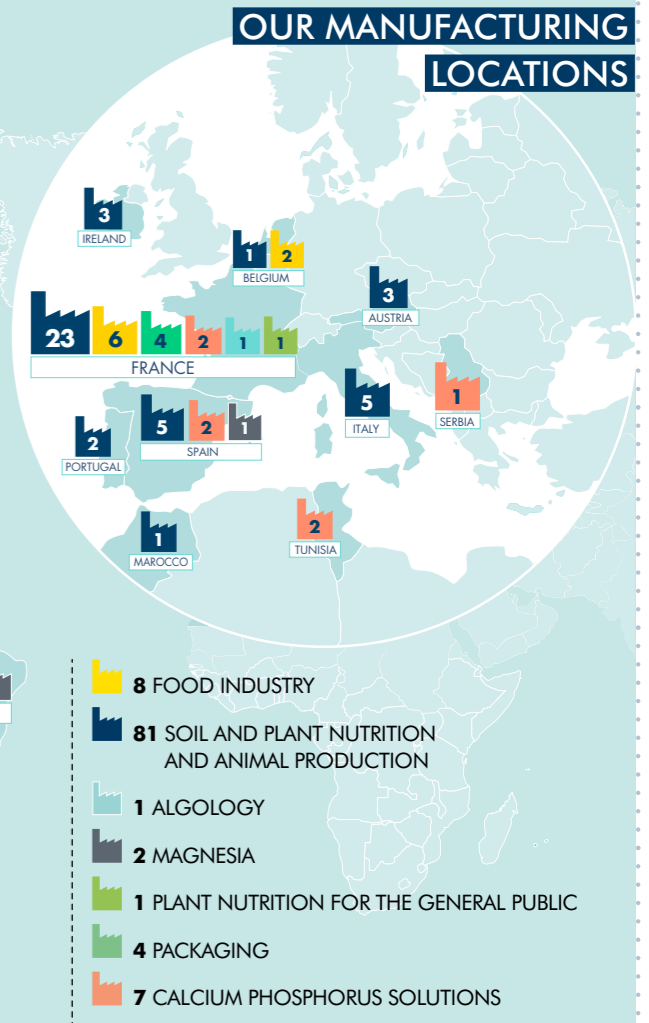 OUR MANUFACTURING
LOCATIONS
3
IRELAND
1 2
BELGIUM
3
AUSTRIA
23 6 4 2 1 1
FRANCE
5
ITALY
1
SERBIA
5 2 1
SPAIN
2
PORTUGAL
1
MAROCCO
2
TUNISIA
8 FOOD INDUSTRY
81 SOIL AND PLANT NUTRITION
AND ANIMAL PRODUCTION
1 ALGOLOGY
2 MAGNESIA
1 PLANT NUTRITION FOR THE GENERAL PUBLIC
4 PACKAGING
7 CALCIUM PHOSPHORUS SOLUTIONS